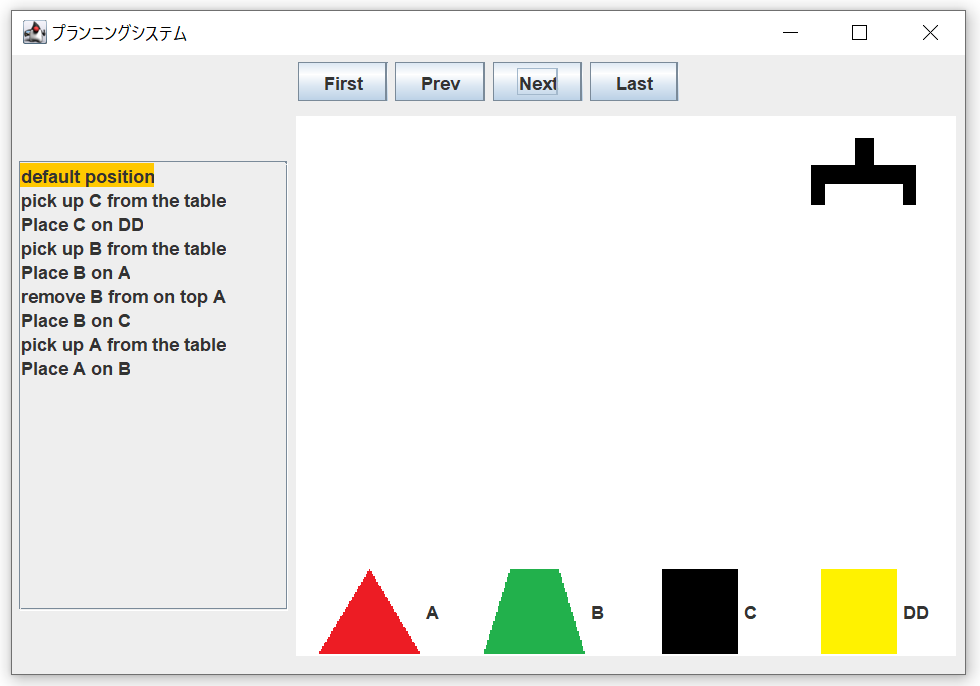 プランニングシステム
First Prev Next Last
default position
pick up C from the table
Place C on DD
pick up B from the table
Place B on A
remove B from on top A
Place B on C
pick up A from the table
Place A on B
A B C DD